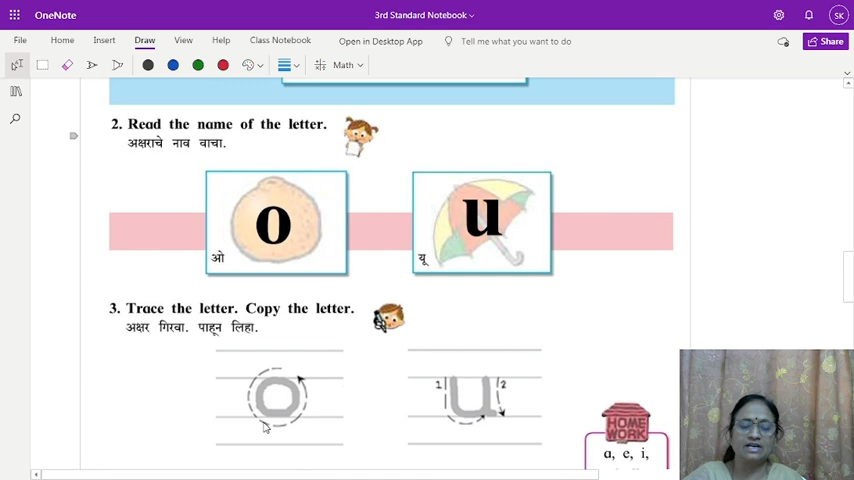 OneNote
3rd Standard Notebook
SK
File Home Insert Draw View Help Class Notebook Open in Desktop App Tell me what you want to do Share
Math
2. Read the name of the letter.
अक्षराचे नाव वाचा.
o
ओ
u
यू
3. Trace the letter. Copy the letter.
अक्षर गिरवा. पाहून लिहा.
o
1 u 2
HOME
WORK
a, e, i,